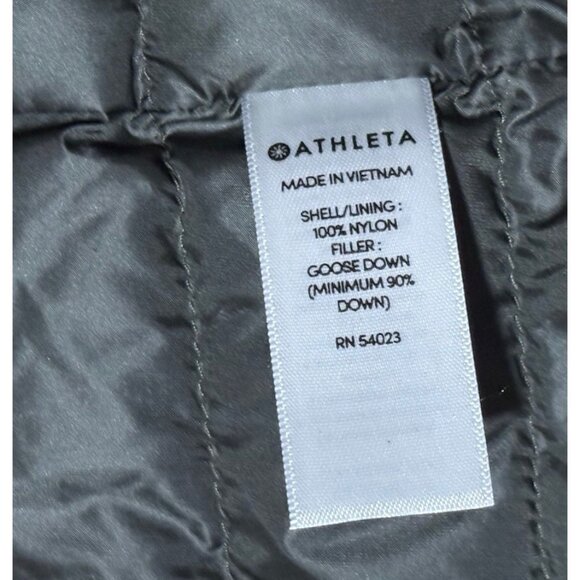 ATHLETA
MADE IN VIETNAM
SHELL/LINING :
100% NYLON
FILLER :
GOOSE DOWN
(MINIMUM 90%
DOWN)
RN 54023